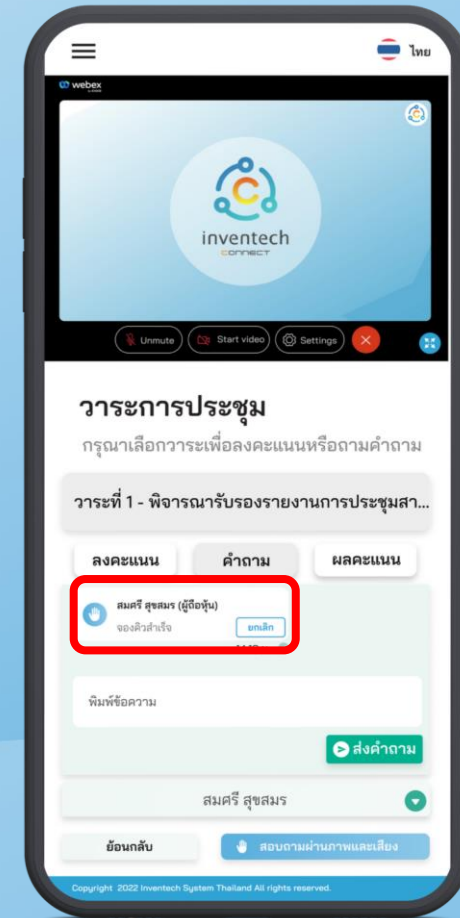 ไทย
webex
inventech
CONNECT
Unmute
Start video
Settings
วาระการประชุม
กรุณาเลือกวาระเพื่อลงคะแนนหรือถามคำถาม
วาระที่ 1 - พิจารณารับรองรายงานการประชุมสา...
ลงคะแนน
คำถาม
ผลคะแนน
สมศรี สุขสมร (ผู้ถือหุ้น)
จองคิวสำเร็จ
ยกเลิก
พิมพ์ข้อความ
ส่งคำถาม
สมศรี สุขสมร
ย้อนกลับ
สอบถามผ่านภาพและเสียง
Copyright 2022 Inventech System Thailand All rights reserved.